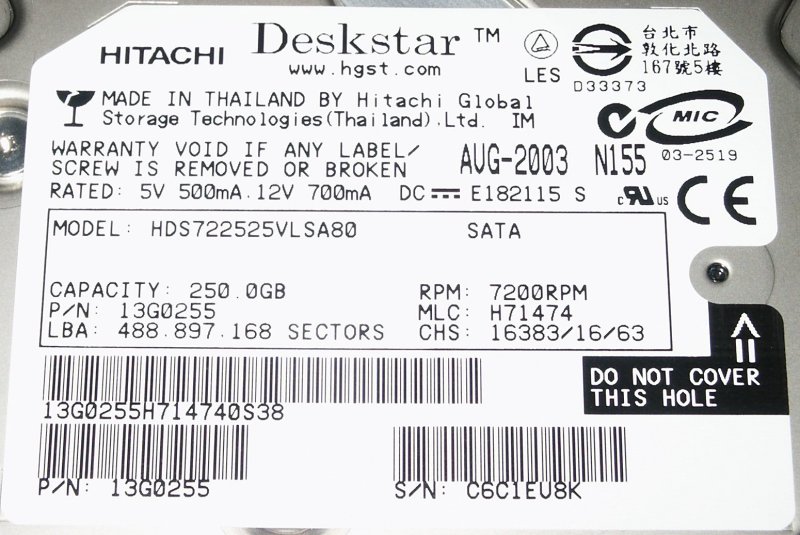 HITACHI Deskstar™
www.hgst.com
LES
台北市
敦化北路
167號5樓
D33373
MADE IN THAILAND BY Hitachi Global
Storage Technologies(Thailand).Ltd. IM
MIC
WARRANTY VOID IF ANY LABEL/
SCREW IS REMOVED OR BROKEN
AUG-2003 N155 03-2519
RATED: 5V 500mA.12V 700mA DC E182115 S
c RU US CE
MODEL: HDS722525VLSA80 SATA
CAPACITY: 250.0GB RPM: 7200RPM
P/N: 13G0255 MLC: H71474
LBA: 488.897.168 SECTORS CHS: 16383/16/63
DO NOT COVER
THIS HOLE
13G0255H714740S38
P/N: 13G0255 S/N: C6C1EV8K